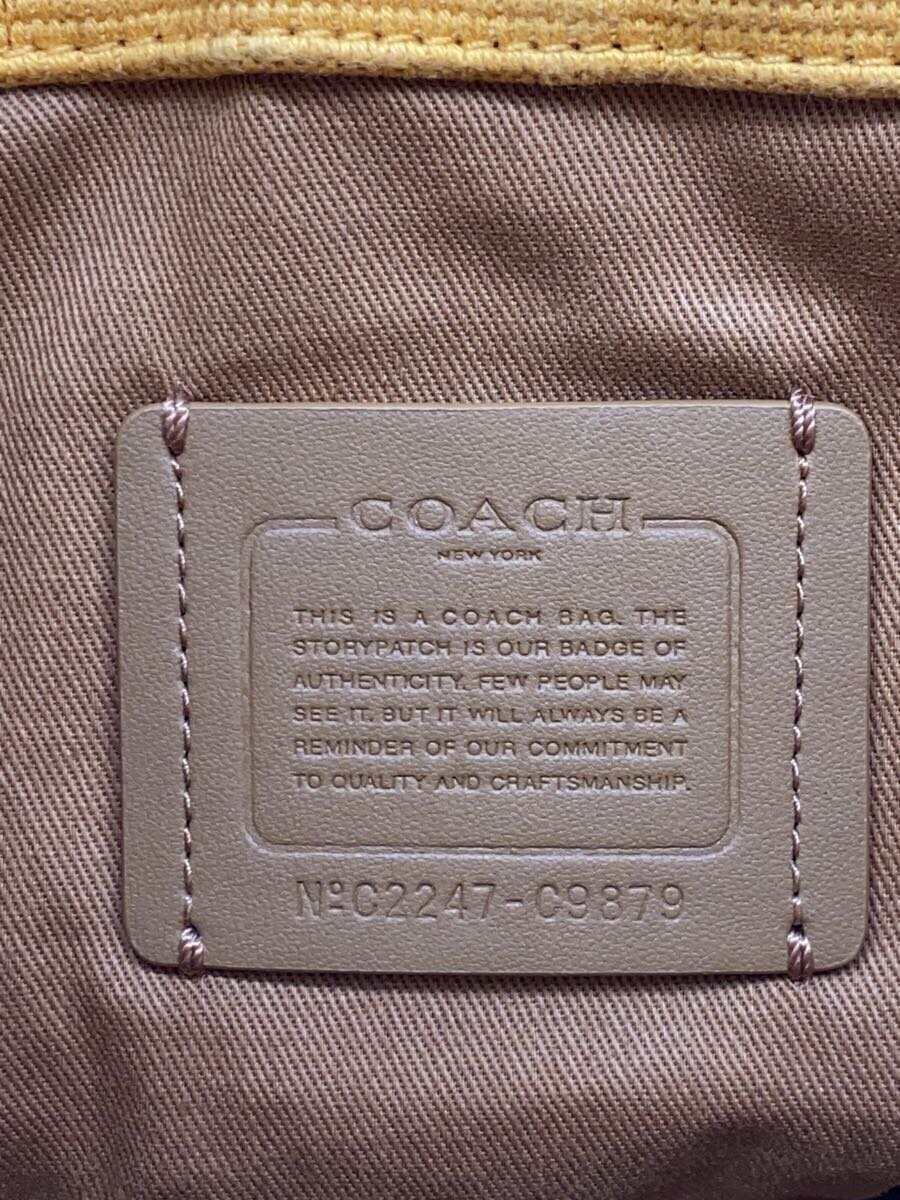 COACH
NEW YORK
THIS IS A COACH BAG. THE
STORYPATCH IS OUR BADGE OF
AUTHENTICITY. FEW PEOPLE MAY
SEE IT. BUT IT WILL ALWAYS BE A
REMINDER OF OUR COMMITMENT
TO QUALITY AND CRAFTSMANSHIP.
NºC2247-C9879